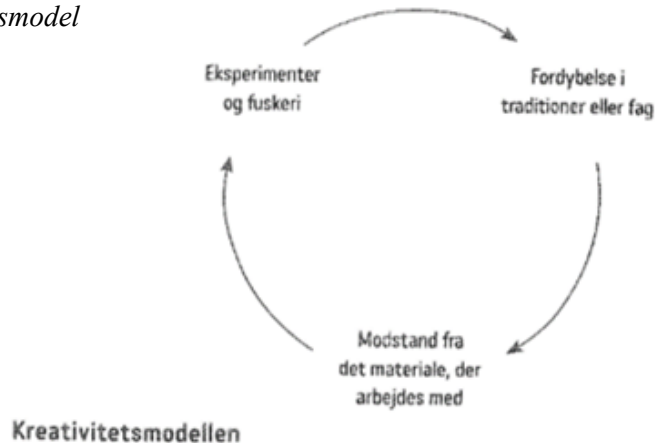 smodel
Eksperimenter
og fuskeri
Fordybelse i
traditioner eller fag
Modstand fra
det materiale, der
arbejdes med
Kreativitetsmodellen